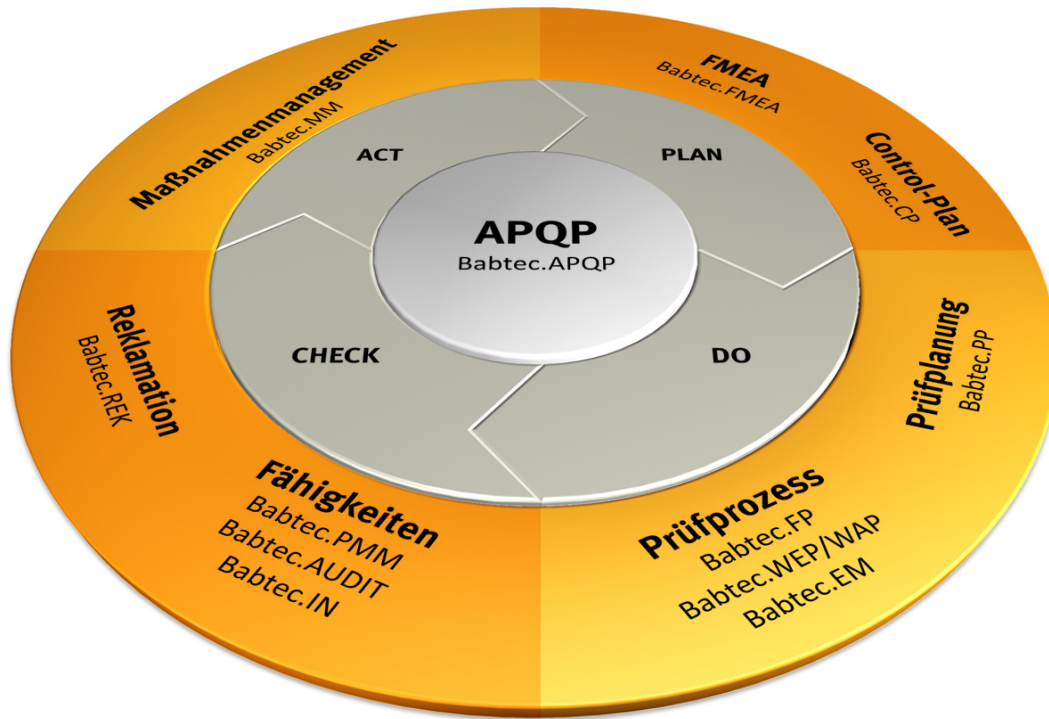 Maßnahmenmanagement
Babtec.MM
FMEA
Babtec.FMEA
Control-Plan
Babtec.CP
ACT
PLAN
APQP
Babtec.APQP
CHECK
DO
Reklamation
Babtec.REK
Prüfplanung
Babtec.PP
Fähigkeiten
Babtec.PMM
Babtec.AUDIT
Babtec.IN
Prüfprozess
Babtec.FP
Babtec.WEP/WAP
Babtec.EM